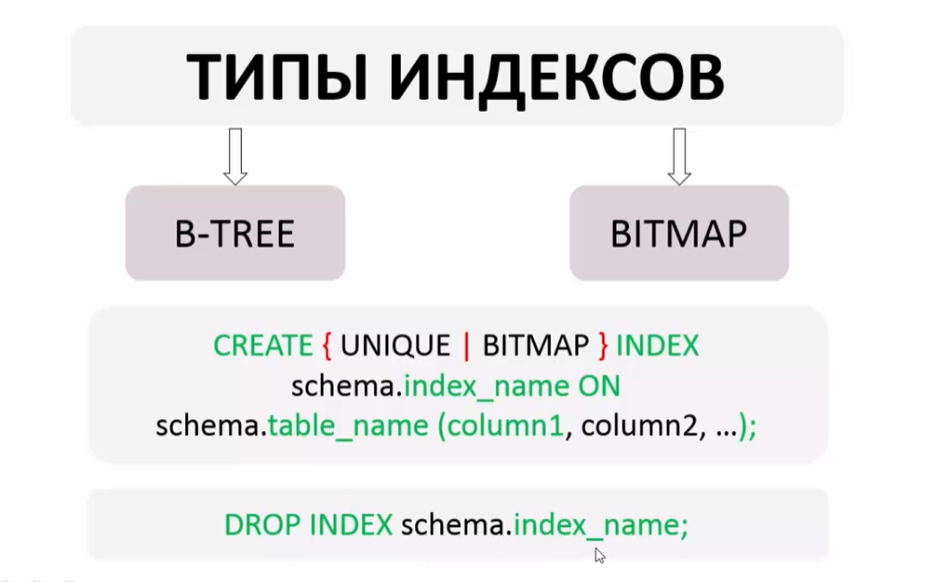 ТИПЫ ИНДЕКСОВ
B-TREE
BITMAP
CREATE { UNIQUE | BITMAP } INDEX
schema.index_name ON
schema.table_name (column1, column2, …);
DROP INDEX schema.index_name;